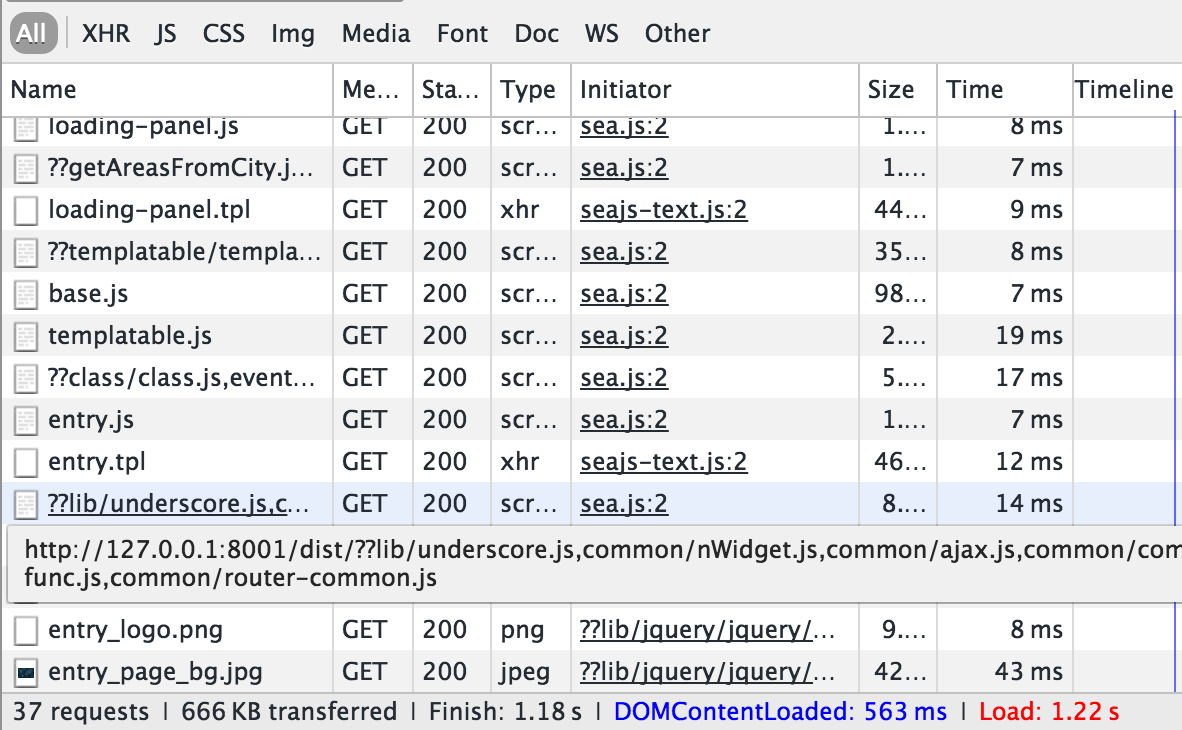 All XHR JS CSS Img Media Font Doc WS Other
Name Me... Sta... Type Initiator Size Time Timeline
loading-panel.js GET 200 scr... sea.js:2 1.... 8 ms
??getAreasFromCity.j... GET 200 scr... sea.js:2 1.... 7 ms
loading-panel.tpl GET 200 xhr seajs-text.js:2 44... 9 ms
??templatable/templa... GET 200 scr... sea.js:2 35... 8 ms
base.js GET 200 scr... sea.js:2 98... 7 ms
templatable.js GET 200 scr... sea.js:2 2.... 19 ms
??class/class.js,event... GET 200 scr... sea.js:2 5.... 17 ms
entry.js GET 200 scr... sea.js:2 1.... 7 ms
entry.tpl GET 200 xhr seajs-text.js:2 46... 12 ms
??lib/underscore.js,c... GET 200 scr... sea.js:2 8.... 14 ms
http://127.0.0.1:8001/dist/??lib/underscore.js,common/nWidget.js,common/ajax.js,common/com
func.js,common/router-common.js
entry_logo.png GET 200 png ??lib/jquery/jquery/... 9.... 8 ms
entry_page_bg.jpg GET 200 jpeg ??lib/jquery/jquery/... 42... 43 ms
37 requests | 666 KB transferred | Finish: 1.18 s | DOMContentLoaded: 563 ms | Load: 1.22 s